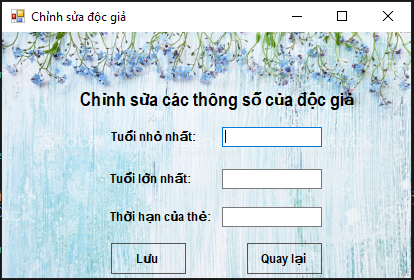 Chỉnh sửa độc giả
Chỉnh sửa các thông số của độc giả
Tuổi nhỏ nhất:
Tuổi lớn nhất:
Thời hạn của thẻ:
Lưu
Quay lại